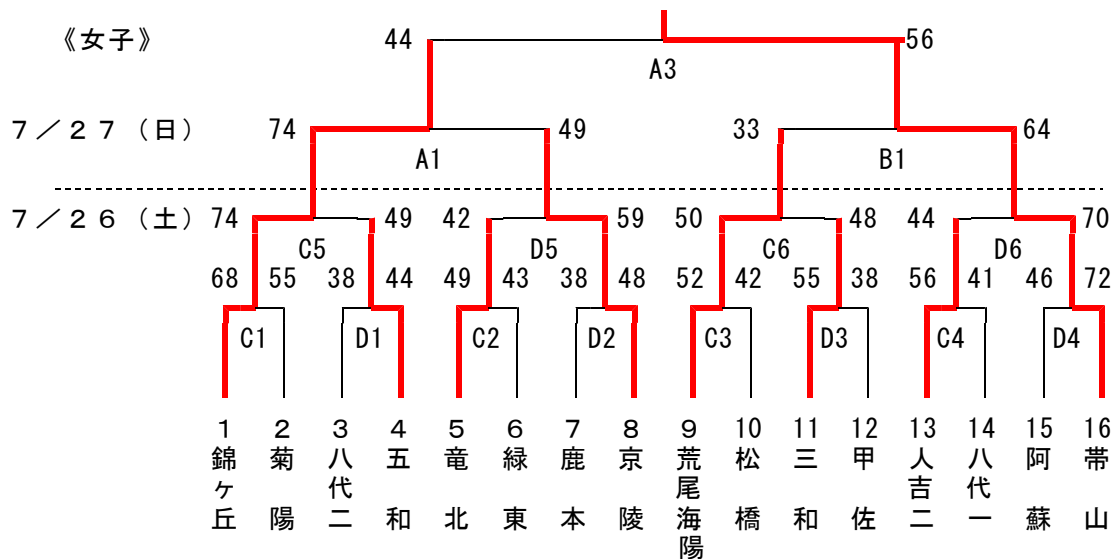 《女子》 44 56
A3
7／27（日） 74 49 33 64
A1 B1
7／26（土） 74 49 42 59 50 48 44 70
C5 D5 C6 D6
68 55 38 44 49 43 38 48 52 42 55 38 56 41 46 72
C1 D1 C2 D2 C3 D3 C4 D4
1 2 3 4 5 6 7 8 9 10 11 12 13 14 15 16
錦ヶ丘
菊陽
八代二
五和
竜北
緑東
鹿本
京陵
荒尾海陽
松橋
三和
甲佐
人吉二
八代一
阿蘇
帯山